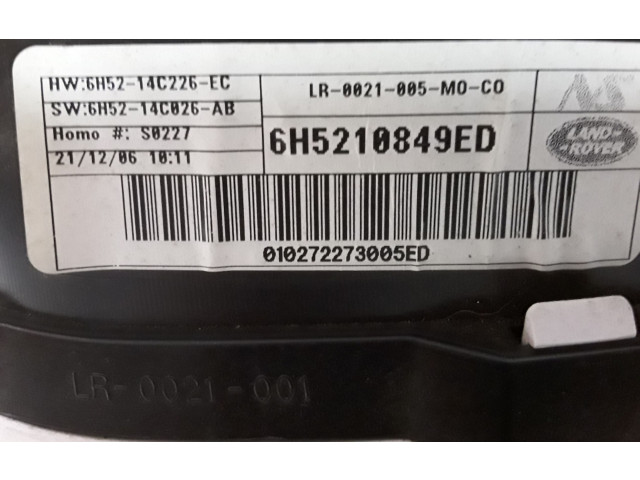 HW:6H52-14C226-EC
LR-0021-005-MO-CO
SW:6H52-14C026-AB
Homo #: S0227
6H5210849ED
LAND-
-ROVER
21/12/06 10:11
010272273005ED
LR-0021-001